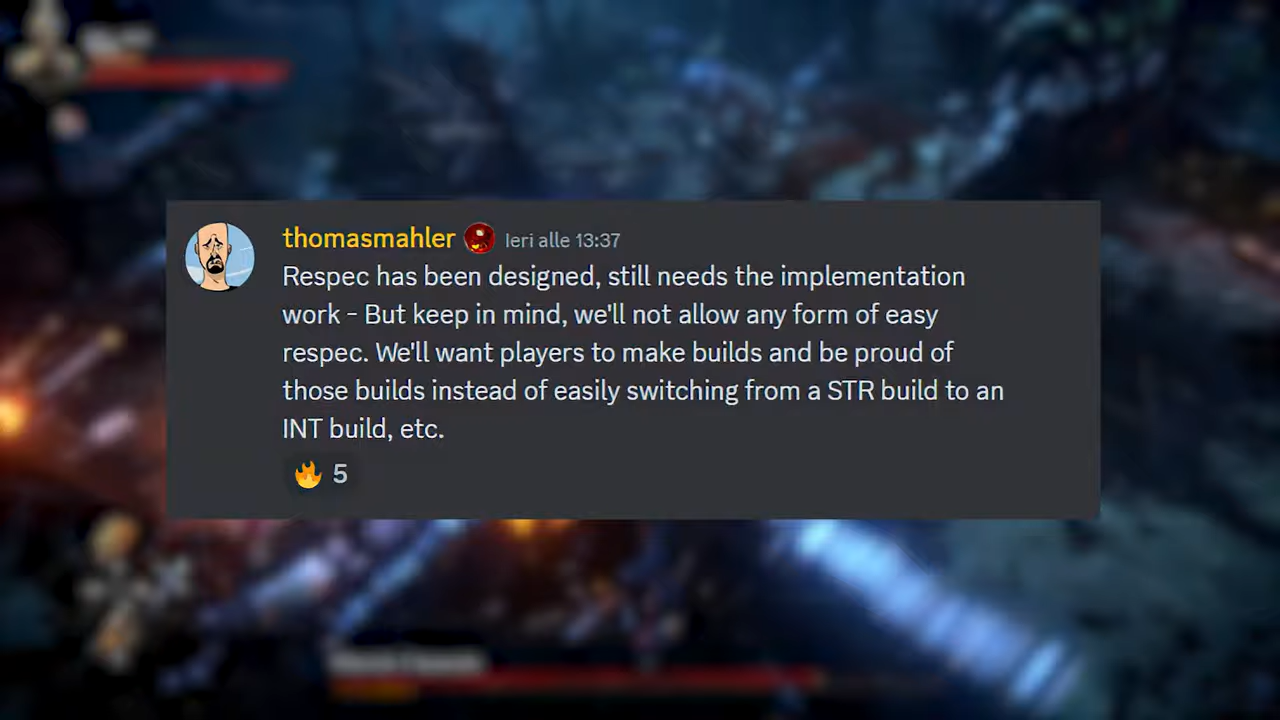 thomasmahler Ieri alle 13:37
Respec has been designed, still needs the implementation
work - But keep in mind, we'll not allow any form of easy
respec. We'll want players to make builds and be proud of
those builds instead of easily switching from a STR build to an
INT build, etc.
🔥 5